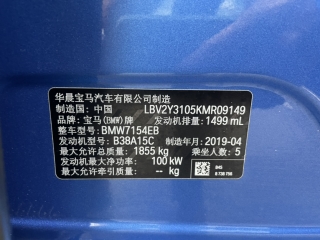 华晨宝马汽车有限公司制造
制造国：中国 LBV2Y3105KMR09149
品牌：宝马(BMW)牌 发动机排量：1499 mL
整车型号：BMW7154EB
发动机型号：B38A15C 制造年月：2019-04
最大允许总质量：1855 kg 乘坐人数：5
发动机最大净功率：100 kW
最大允许牵引质量：--- kg